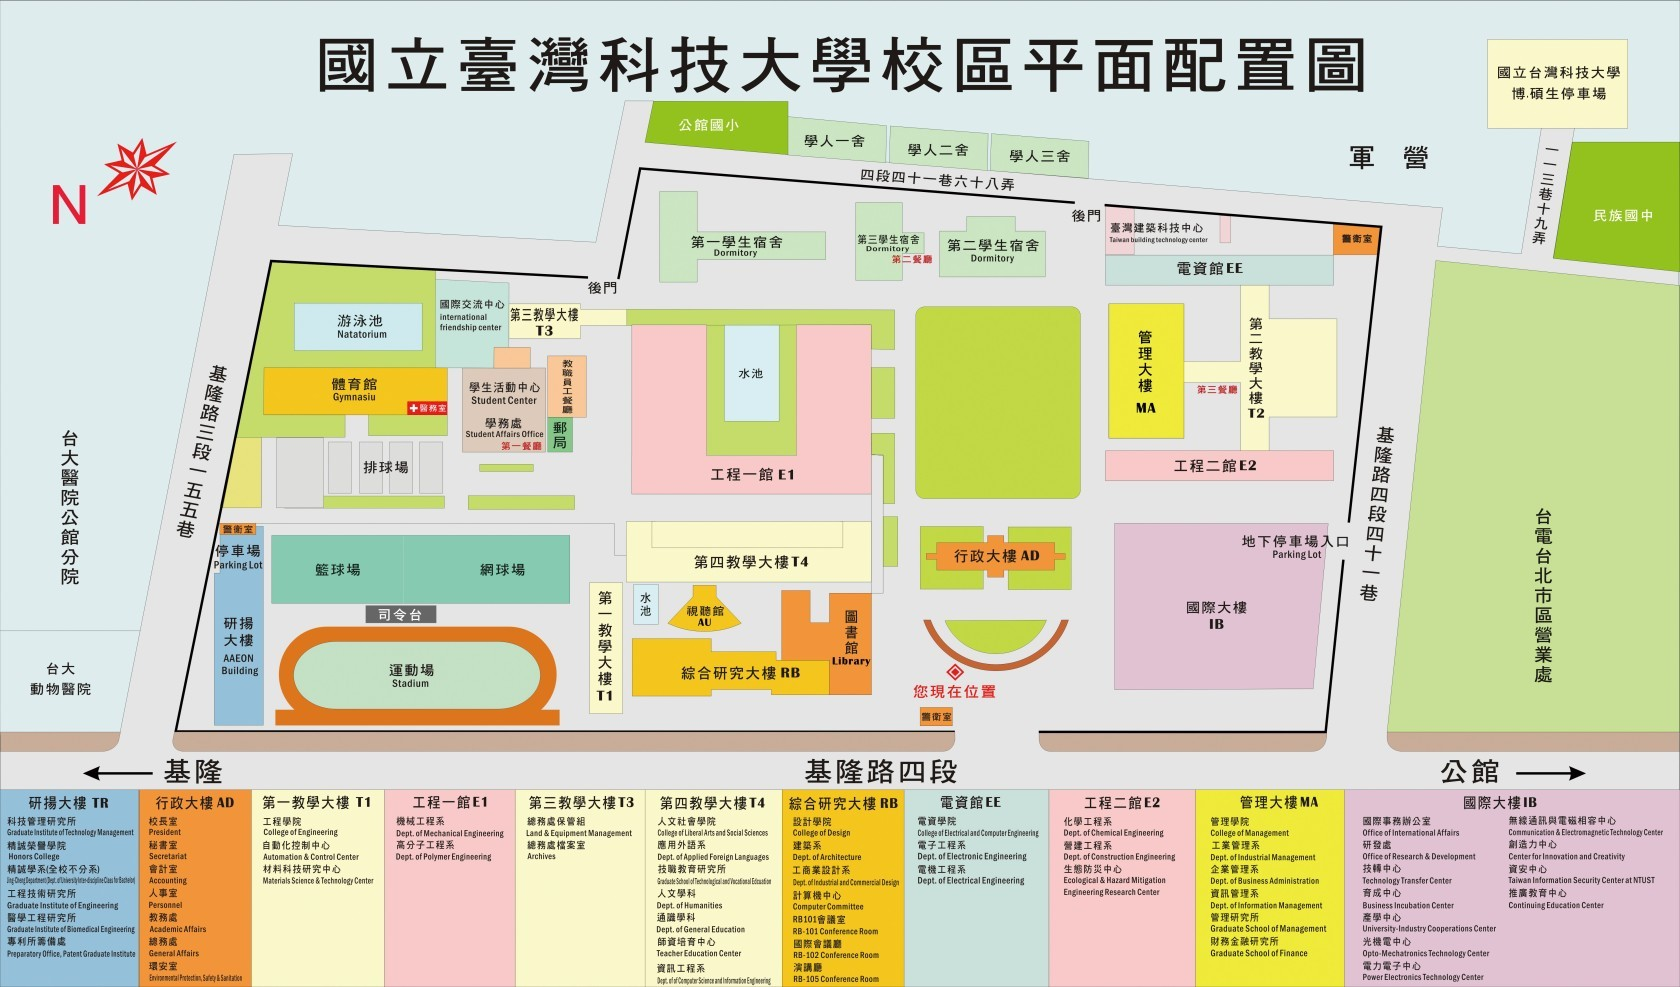 國立臺灣科技大學校區平面配置圖
國立台灣科技大學
博.碩生停車場
N
公館國小
學人一舍
學人二舍
學人三舍
軍 營
一一三巷十九弄
民族國中
四段四十一巷六十八弄
後門
臺灣建築科技中心
Taiwan building technology center
警衛室
第一學生宿舍
Dormitory
第三學生宿舍
Dormitory
第二餐廳
第二學生宿舍
Dormitory
電資館EE
後門
游泳池
Natatorium
國際交流中心
international
friendship center
第三教學大樓
T3
水池
管理大樓
MA
第二教學大樓
T2
第三餐廳
體育館
Gymnasiu
醫務室
學生活動中心
Student Center
學務處
Student Affairs Office
第一餐廳
教職員工餐廳
郵局
基隆路三段一五五巷
台大醫院公館分院
排球場
工程一館 E1
工程二館E2
基隆路四段四十一巷
台電台北市區營業處
警衛室
停車場
Parking Lot
籃球場
網球場
司令台
第四教學大樓T4
行政大樓 AD
地下停車場入口
Parking Lot
研揚
大樓
AAEON
Building
第一教學大樓
T1
水池
視聽館
AU
圖書館
Library
國際大樓
IB
台大
動物醫院
運動場
Stadium
綜合研究大樓 RB
您現在位置
警衛室
基隆
基隆路四段
公館
研揚大樓 TR
科技管理研究所
Graduate Institute of Technology Management
精誠榮譽學院
Honors College
精誠學系(全校不分系)
工程技術研究所
Graduate Institute of Engineering
醫學工程研究所
Graduate Institute of Biomedical Engineering
專利所籌備處
Preparatory Office, Patent Graduate Institute
行政大樓 AD
校長室
President
秘書室
Secretariat
會計室
Accounting
人事室
Personnel
教務處
Academic Affairs
總務處
General Affairs
環安室
Environmental Protection, Safety & Sanitation
第一教學大樓 T1
工程學院
College of Engineering
自動化控制中心
Automation & Control Center
材料科技研究中心
Materials Science & Technology Center
工程一館E1
機械工程系
Dept. of Mechanical Engineering
高分子工程系
Dept. of Polymer Engineering
第三教學大樓T3
總務處保管組
Land & Equipment Management
總務處檔案室
Archives
第四教學大樓T4
人文社會學院
College of Liberal Arts and Social Sciences
應用外語系
Dept. of Applied Foreign Languages
技職教育研究所
Graduate School of Technological and Vocational Education
人文學科
Dept. of Humanities
通識學科
Dept. of General Education
師資培育中心
Teacher Education Center
資訊工程系
Dept. of of Computer Science and Information Engineering
綜合研究大樓 RB
設計學院
College of Design
建築系
Dept. of Architecture
工商業設計系
Dept. of Industrial and Commercial Design
計算機中心
Computer Committee
RB101會議室
RB-101 Conference Room
國際會議廳
RB-102 Conference Room
演講廳
RB-105 Conference Room
電資館EE
電資學院
College of Electrical and Computer Engineering
電子工程系
Dept. of Electronic Engineering
電機工程系
Dept. of Electrical Engineering
工程二館E2
化學工程系
Dept. of Chemical Engineering
營建工程系
Dept. of Construction Engineering
生態防災中心
Ecological & Hazard Mitigation
Engineering Research Center
管理大樓MA
管理學院
College of Management
工業管理系
Dept. of Industrial Management
企業管理系
Dept. of Business Administration
資訊管理系
Dept. of Information Management
管理研究所
Graduate School of Management
財務金融研究所
Graduate School of Finance
國際大樓IB
國際事務辦公室
Office of International Affairs
研發處
Office of Research & Development
技轉中心
Technology Transfer Center
育成中心
Business Incubation Center
產學中心
University-Industry Cooperations Center
光機電中心
Opto-Mechatronics Technology Center
電力電子中心
Power Electronics Technology Center
無線通訊與電磁相容中心
Communication & Electromagnetic Technology Center
創造力中心
Center for Innovation and Creativity
資安中心
Taiwan Information Security Center at NTUST
推廣教育中心
Continuing Education Center